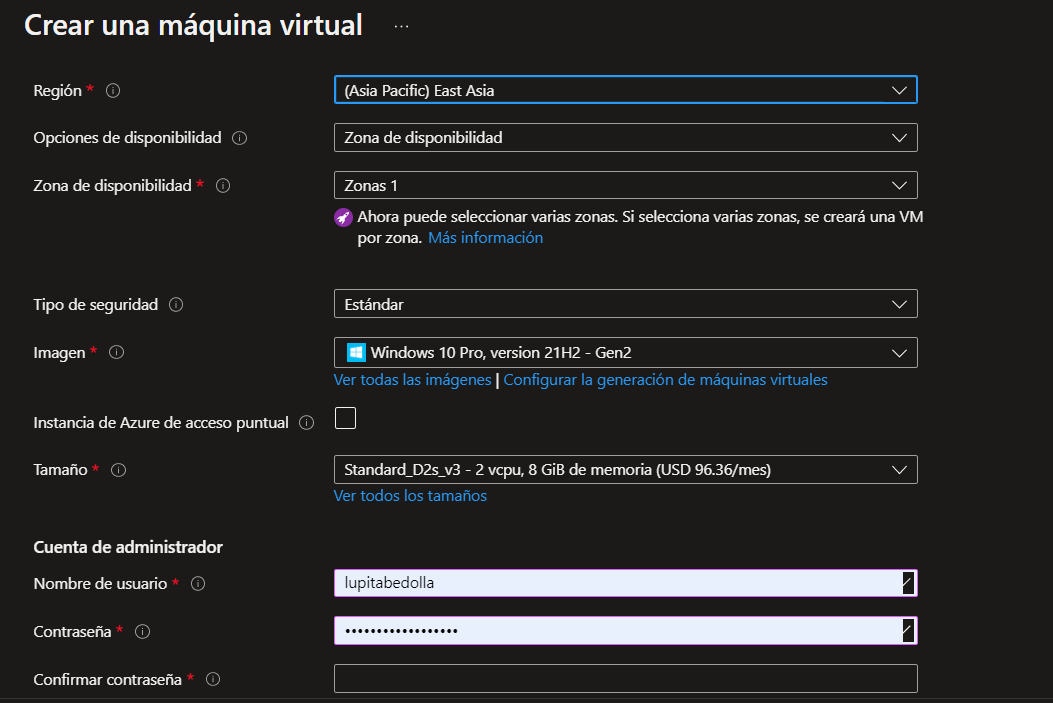 Crear una máquina virtual ...
Región * (Asia Pacific) East Asia
Opciones de disponibilidad Zona de disponibilidad
Zona de disponibilidad * Zonas 1
Ahora puede seleccionar varias zonas. Si selecciona varias zonas, se creará una VM
por zona. Más información
Tipo de seguridad Estándar
Imagen * Windows 10 Pro, version 21H2 - Gen2
Ver todas las imágenes | Configurar la generación de máquinas virtuales
Instancia de Azure de acceso puntual
Tamaño * Standard_D2s_v3 - 2 vcpu, 8 GiB de memoria (USD 96.36/mes)
Ver todos los tamaños
Cuenta de administrador
Nombre de usuario * lupitabedolla
Contraseña * ••••••••••••••••••
Confirmar contraseña *